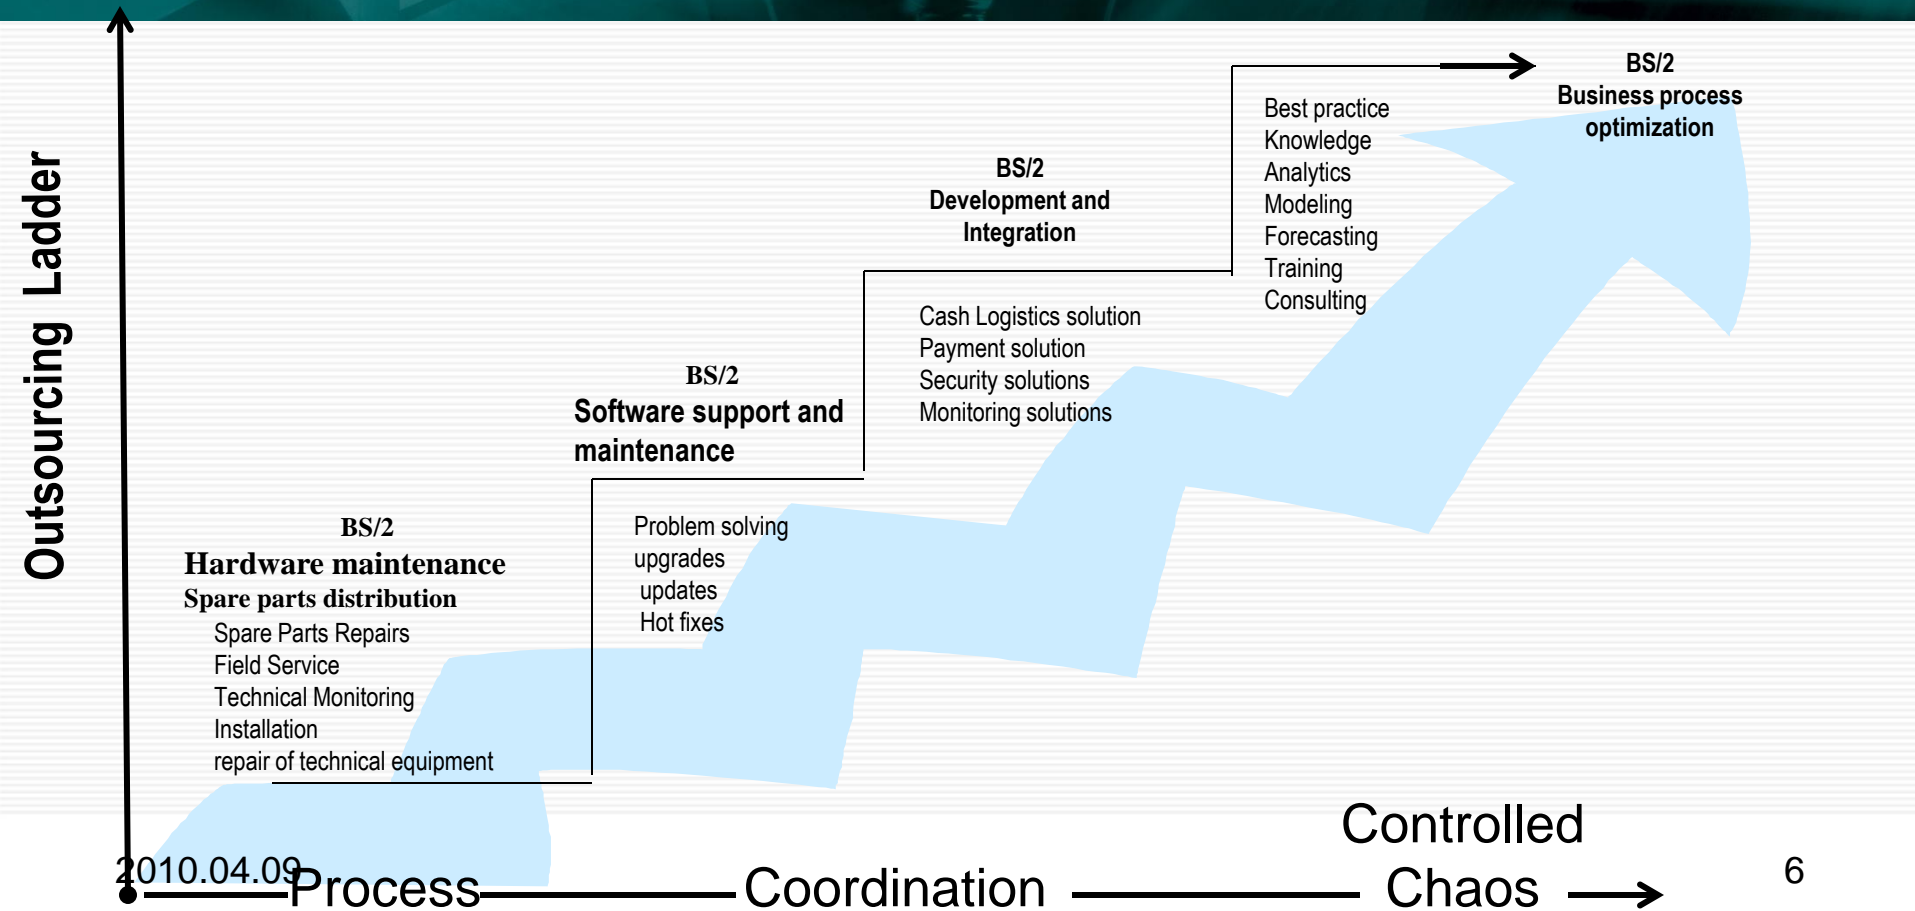 Outsourcing Ladder
BS/2
Hardware maintenance
Spare parts distribution
Spare Parts Repairs
Field Service
Technical Monitoring
Installation
repair of technical equipment
BS/2
Software support and
maintenance
Problem solving
upgrades
updates
Hot fixes
BS/2
Development and
Integration
Cash Logistics solution
Payment solution
Security solutions
Monitoring solutions
Best practice
Knowledge
Analytics
Modeling
Forecasting
Training
Consulting
BS/2
Business process
optimization
2010.04.09
Process
Coordination
Controlled
Chaos
6